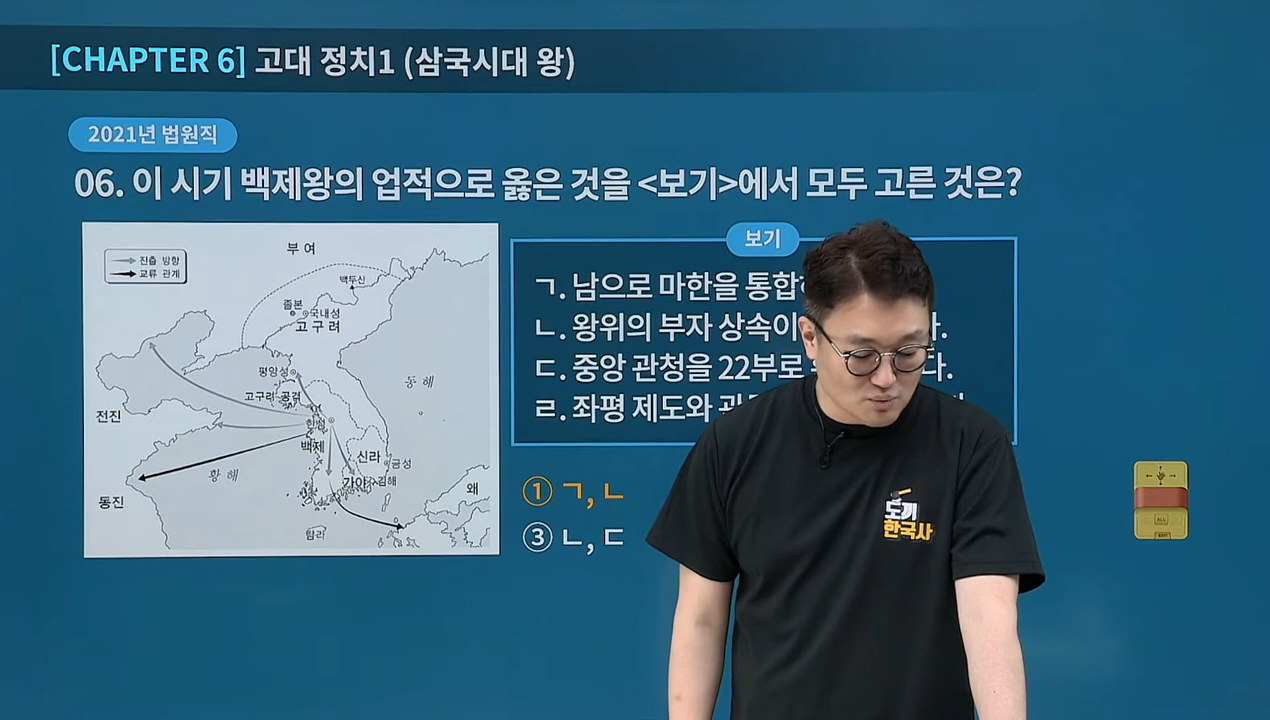 [CHAPTER 6] 고대 정치1 (삼국시대 왕)
2021년 법원직
06. 이 시기 백제왕의 업적으로 옳은 것을 <보기>에서 모두 고른 것은?
진출 방향
교류 관계
부 여
백두산
졸본
국내성
고구려
평양성
고구려 공격
동 해
전진
한성
백제
신라
금성
황 해
가야
김해
왜
동진
탐라
보기
ㄱ. 남으로 마한을
ㄴ. 왕위의 부자 상속이
ㄷ. 중앙 관청을 22부로 다.
ㄹ. 좌평 제도와
① ㄱ, ㄴ
③ ㄴ, ㄷ
도끼
한국사
ALL